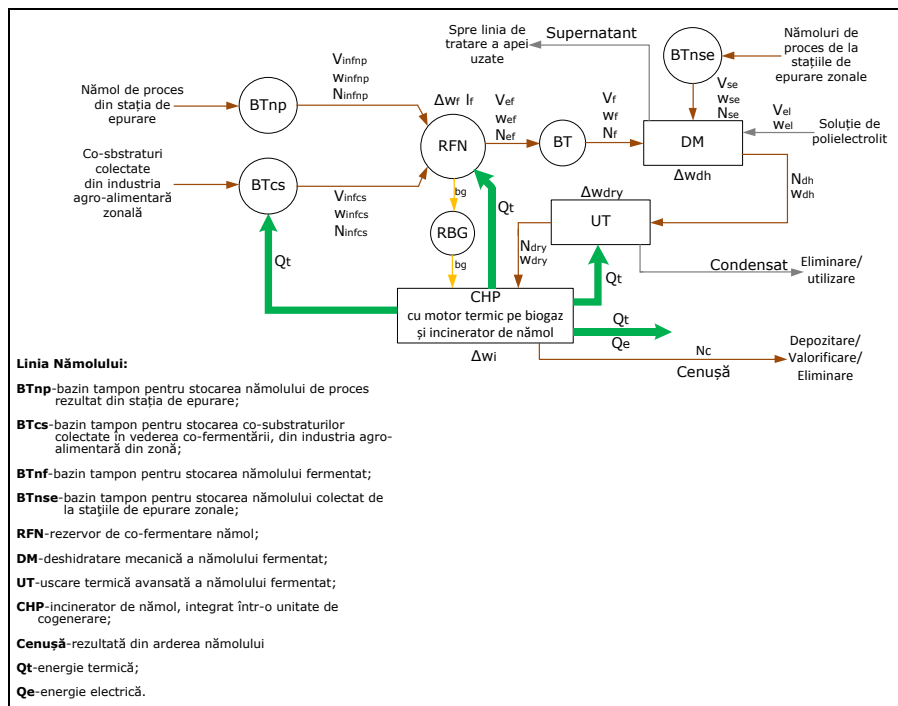 Spre linia de
tratare a apei
uzate
Supernatant
Nămoluri de
proces de la
stațiile de
epurare zonale
BTnse
Vinfnp
winfnp
Ninfnp
Nămol de proces
din stația de
epurare
BTnp
Δwf If
RFN
Vef
wef
Nef
BT
Vf
wf
Nf
Vse
wse
Nse
DM
Δwdh
Vel
wel
Soluție de
polielectrolit
Co-sbstraturi
colectate
din industria
agro-alimentară
zonală
BTcs
Vinfcs
winfcs
Ninfcs
bg
RBG
bg
Qt
Qt
Δwdry
UT
Ndh
wdh
Ndry
wdry
Qt
Condensat
Eliminare/
utilizare
CHP
cu motor termic pe biogaz
și incinerator de nămol
Δwi
Qt
Qe
Nc
Cenușă
Depozitare/
Valorificare/
Eliminare
Linia Nămolului:
BTnp-bazin tampon pentru stocarea nămolului de proces
rezultat din stația de epurare;
BTcs-bazin tampon pentru stocarea co-substraturilor
colectate în vederea co-fermentării, din industria agro-
alimentară din zonă;
BTnf-bazin tampon pentru stocarea nămolului fermentat;
BTnse-bazin tampon pentru stocarea nămolului colectat de
la stațiile de epurare zonale;
RFN-rezervor de co-fermentare nămol;
DM-deshidratare mecanică a nămolului fermentat;
UT-uscare termică avansată a nămolului fermentat;
CHP-incinerator de nămol, integrat într-o unitate de
cogenerare;
Cenușă-rezultată din arderea nămolului
Qt-energie termică;
Qe-energie electrică.